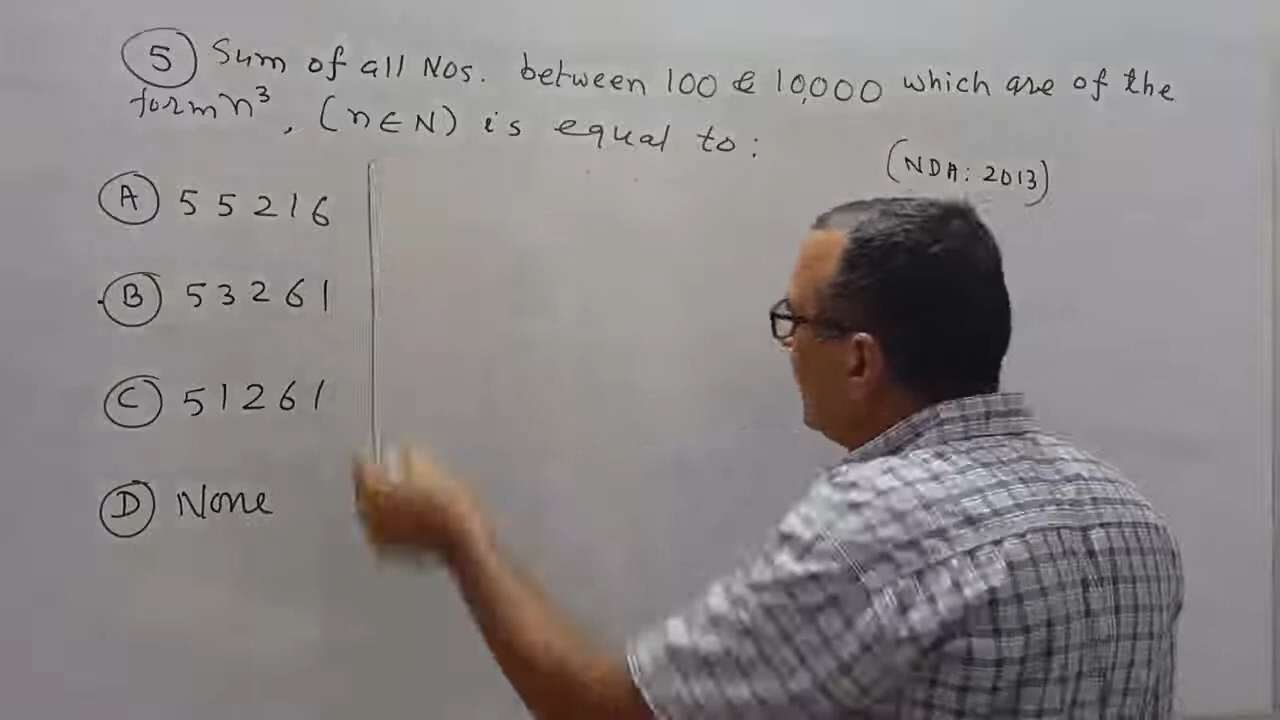 5 Sum of all Nos. between 100 & 10,000 which are of the
form n³, (n∈N) is equal to:
(NDA: 2013)
A 55216
B 53261
C 51261
D None